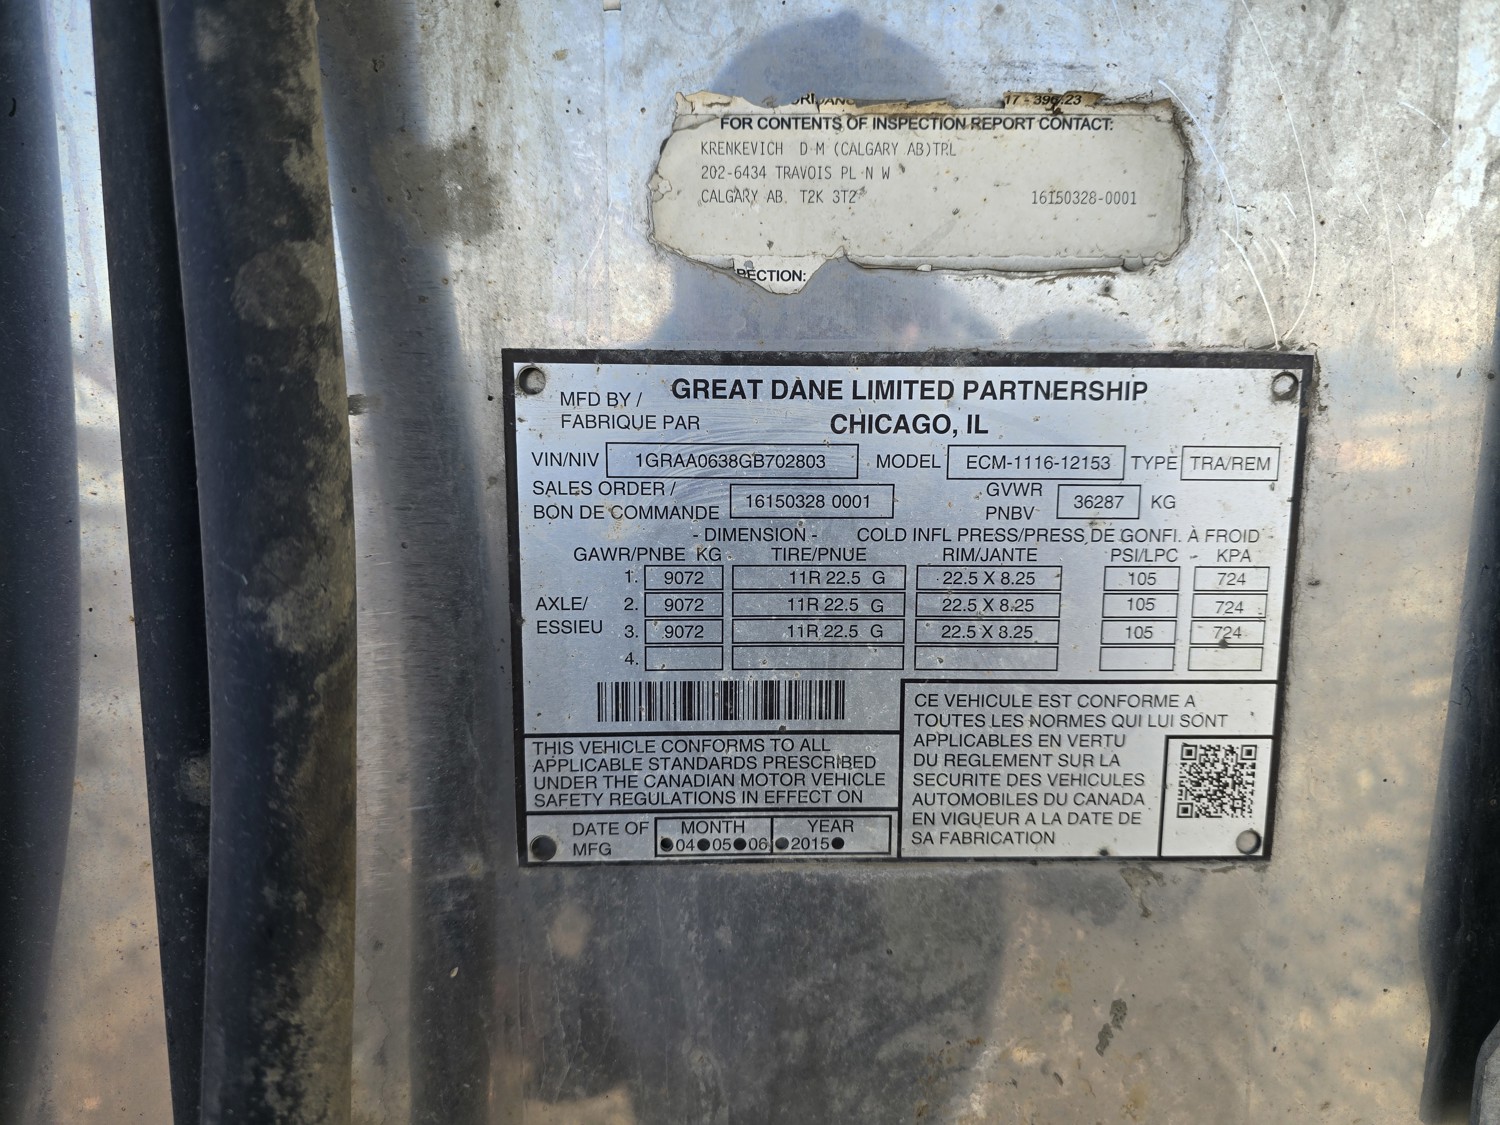 17 - 396.23
FOR CONTENTS OF INSPECTION REPORT CONTACT:
KRENKEVICH D M (CALGARY AB)TRL
202-6434 TRAVOIS PL N W
CALGARY AB. T2K 3T2 16150328-0001
PECTION:
MFD BY / GREAT DANE LIMITED PARTNERSHIP
FABRIQUE PAR CHICAGO, IL
VIN/NIV 1GRAA0638GB702803 MODEL ECM-1116-12153 TYPE TRA/REM
SALES ORDER / BON DE COMMANDE 16150328 0001 GVWR PNBV 36287 KG
- DIMENSION - COLD INFL PRESS/PRESS DE GONFI. À FROID -
GAWR/PNBE KG TIRE/PNUE RIM/JANTE PSI/LPC - KPA
AXLE/
ESSIEU
1. 9072 11R 22.5 G 22.5 X 8.25 105 724
2. 9072 11R 22.5 G 22.5 X 8.25 105 724
3. 9072 11R 22.5 G 22.5 X 8.25 105 724
4.
THIS VEHICLE CONFORMS TO ALL
APPLICABLE STANDARDS PRESCRIBED
UNDER THE CANADIAN MOTOR VEHICLE
SAFETY REGULATIONS IN EFFECT ON
DATE OF MFG
MONTH YEAR
04 05 06 2015
CE VEHICULE EST CONFORME A
TOUTES LES NORMES QUI LUI SONT
APPLICABLES EN VERTU
DU REGLEMENT SUR LA
SECURITE DES VEHICULES
AUTOMOBILES DU CANADA
EN VIGUEUR A LA DATE DE
SA FABRICATION